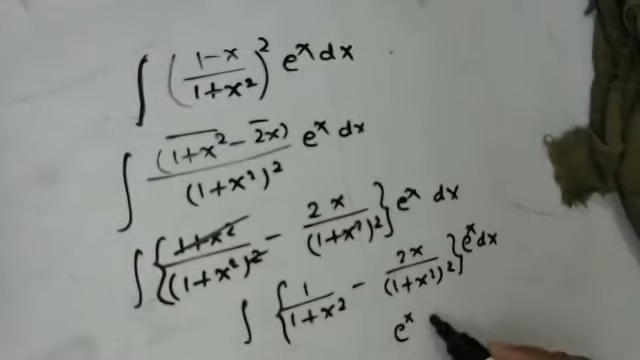 ∫ ((1-x)/(1+x²))² eˣ dx
∫ (1+x²-2x)/(1+x²)² eˣ dx
∫ {(1+x²)/(1+x²)² - 2x/(1+x²)²} eˣ dx
∫ {1/(1+x²) - 2x/(1+x²)²} eˣ dx
eˣ